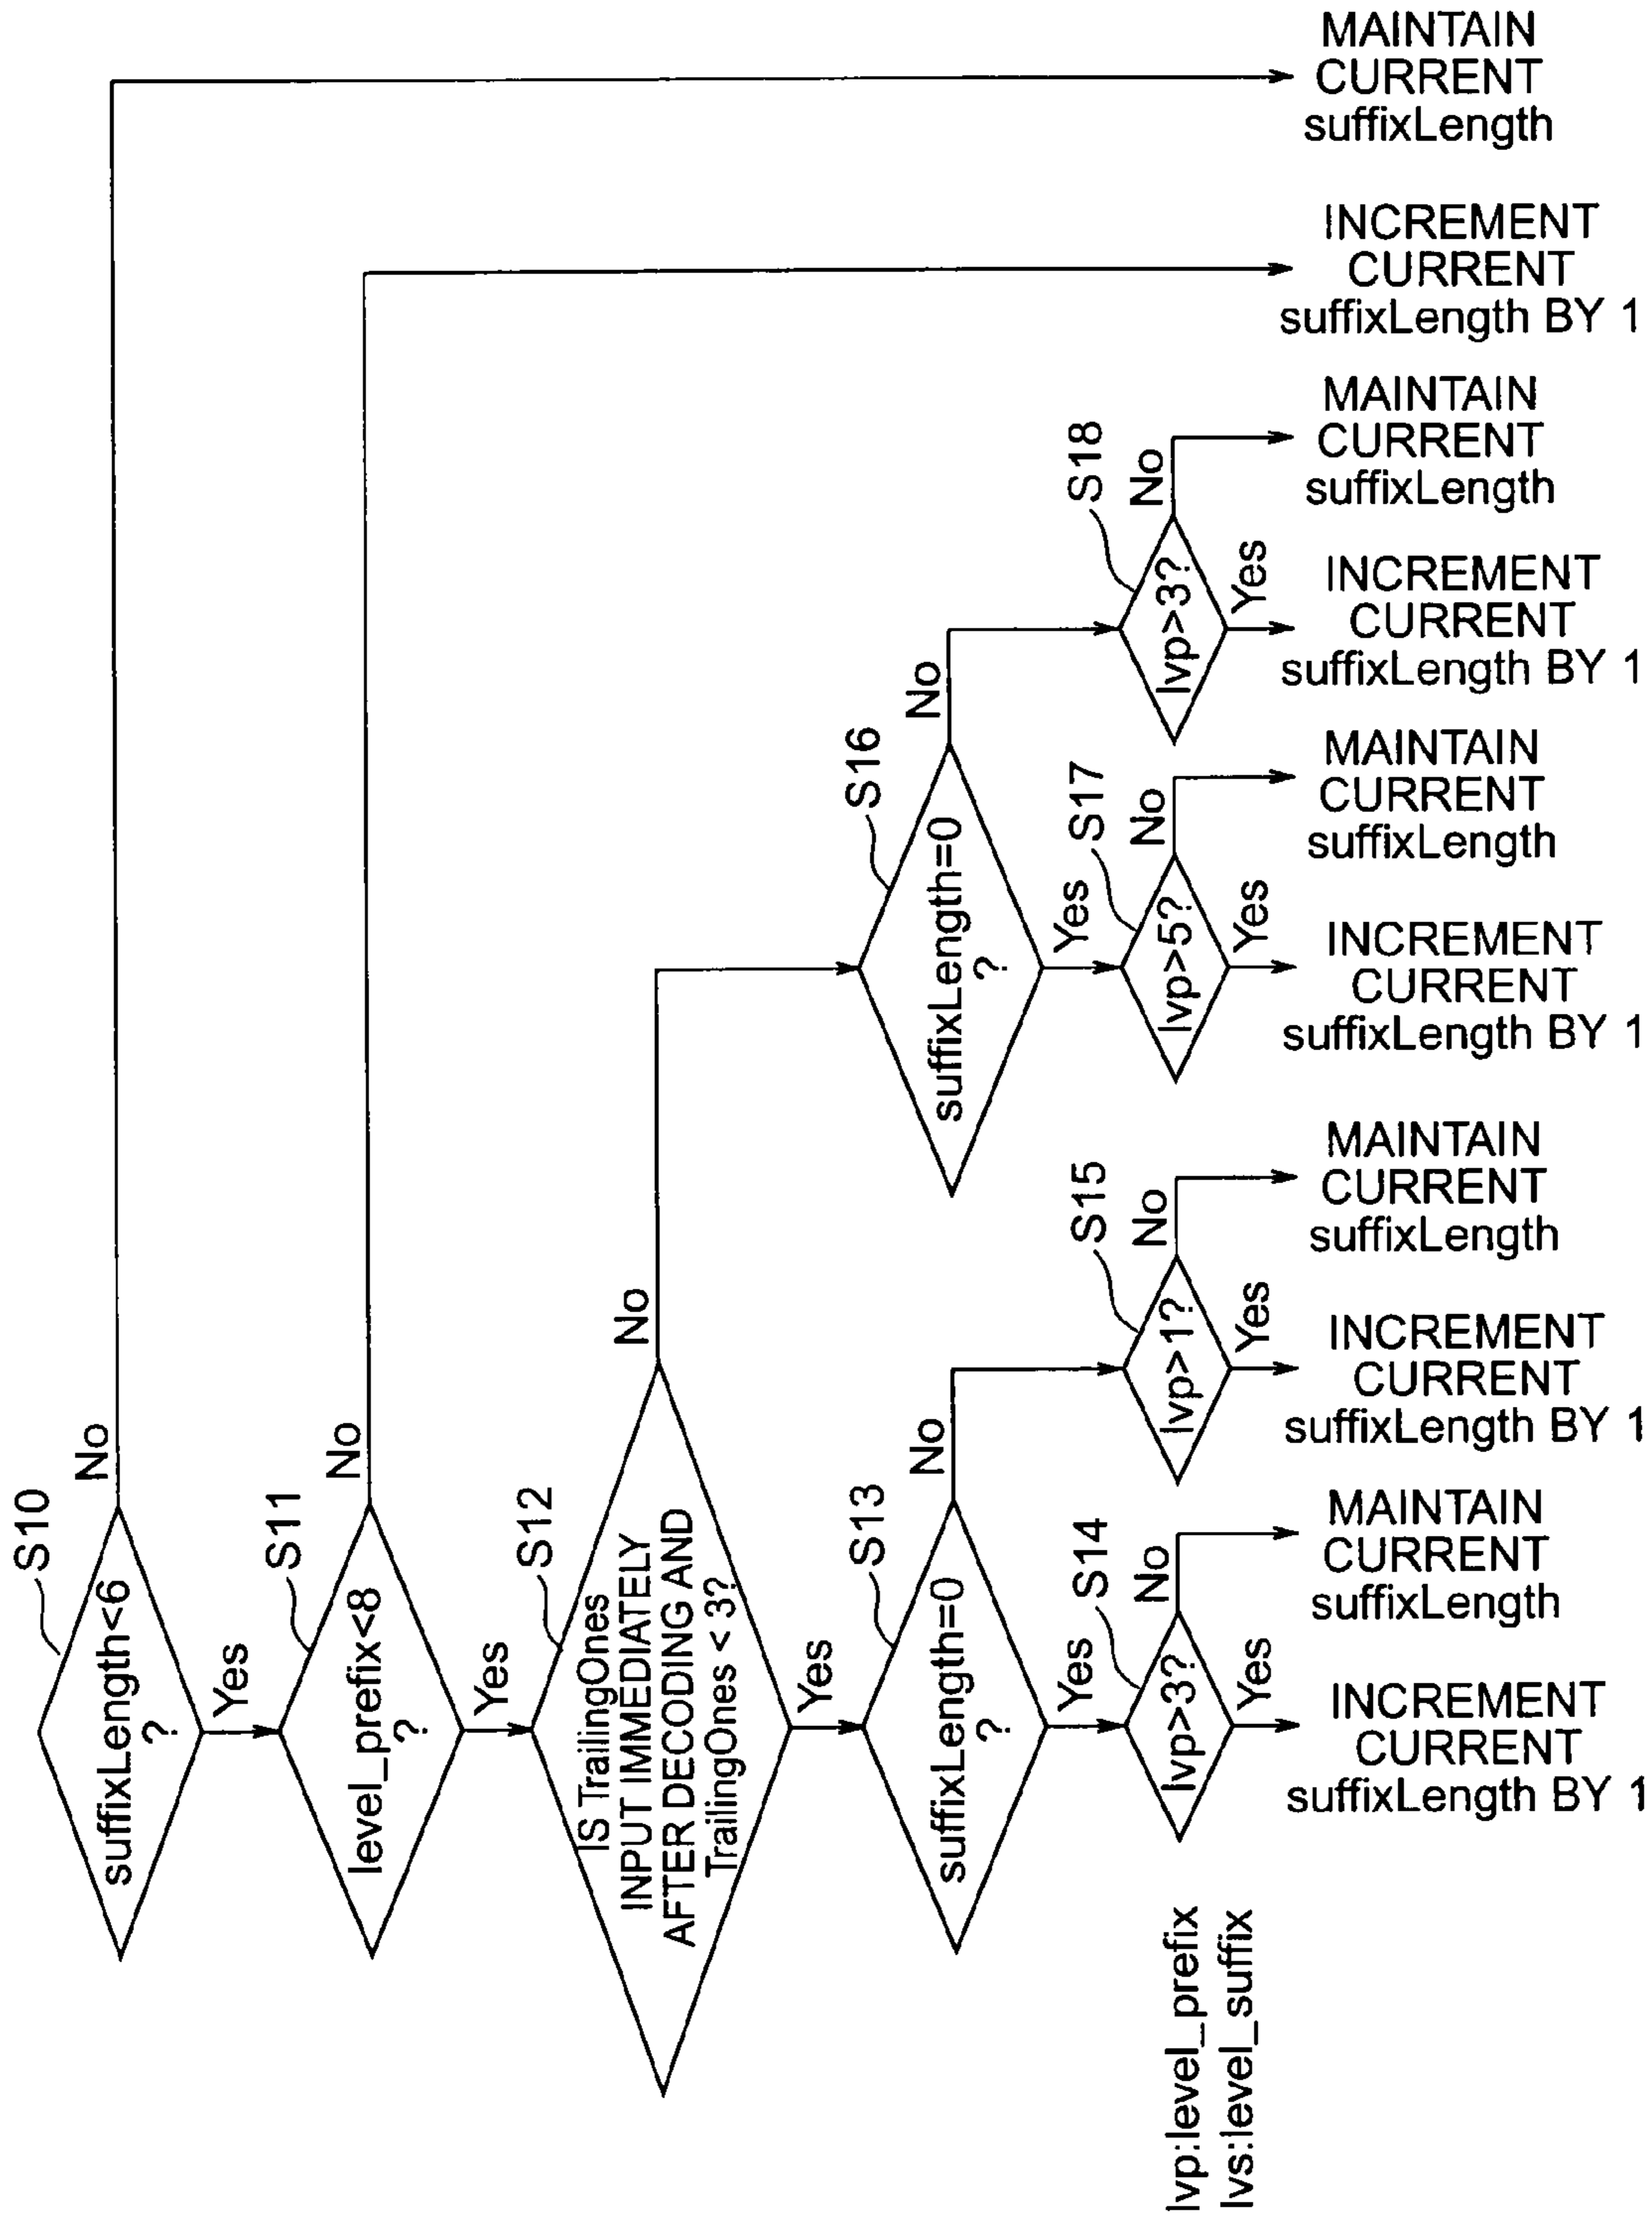 S10
suffixLength<6
?
No
Yes
S11
level_prefix<8
?
No
Yes
S12
IS TrailingOnes
INPUT IMMEDIATELY
AFTER DECODING AND
TrailingOnes < 3?
No
Yes
S13
suffixLength=0
?
No
Yes
S16
suffixLength=0
?
No
Yes
S14
lvp>3?
No
Yes
S15
lvp>1?
No
Yes
S17
lvp>5?
No
Yes
S18
lvp>3?
No
Yes
INCREMENT
CURRENT
suffixLength BY 1
MAINTAIN
CURRENT
suffixLength
INCREMENT
CURRENT
suffixLength BY 1
MAINTAIN
CURRENT
suffixLength
INCREMENT
CURRENT
suffixLength BY 1
MAINTAIN
CURRENT
suffixLength
INCREMENT
CURRENT
suffixLength BY 1
MAINTAIN
CURRENT
suffixLength
INCREMENT
CURRENT
suffixLength BY 1
MAINTAIN
CURRENT
suffixLength
lvp:level_prefix
lvs:level_suffix